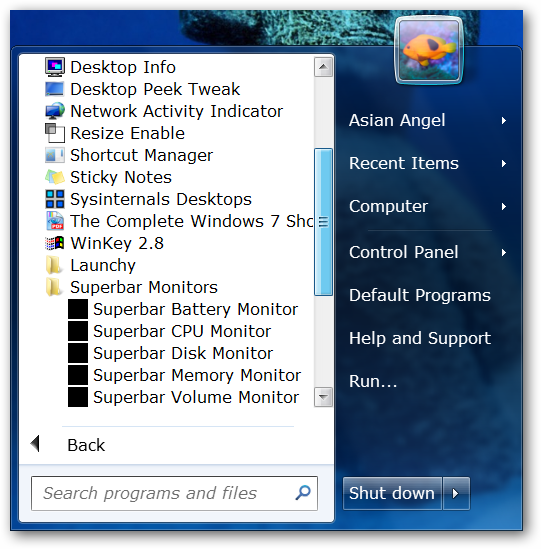 Desktop Info
Desktop Peek Tweak
Network Activity Indicator
Resize Enable
Shortcut Manager
Sticky Notes
Sysinternals Desktops
The Complete Windows 7 Sho
WinKey 2.8
Launchy
Superbar Monitors
Superbar Battery Monitor
Superbar CPU Monitor
Superbar Disk Monitor
Superbar Memory Monitor
Superbar Volume Monitor
Back
Search programs and files
Asian Angel
Recent Items
Computer
Control Panel
Default Programs
Help and Support
Run...
Shut down